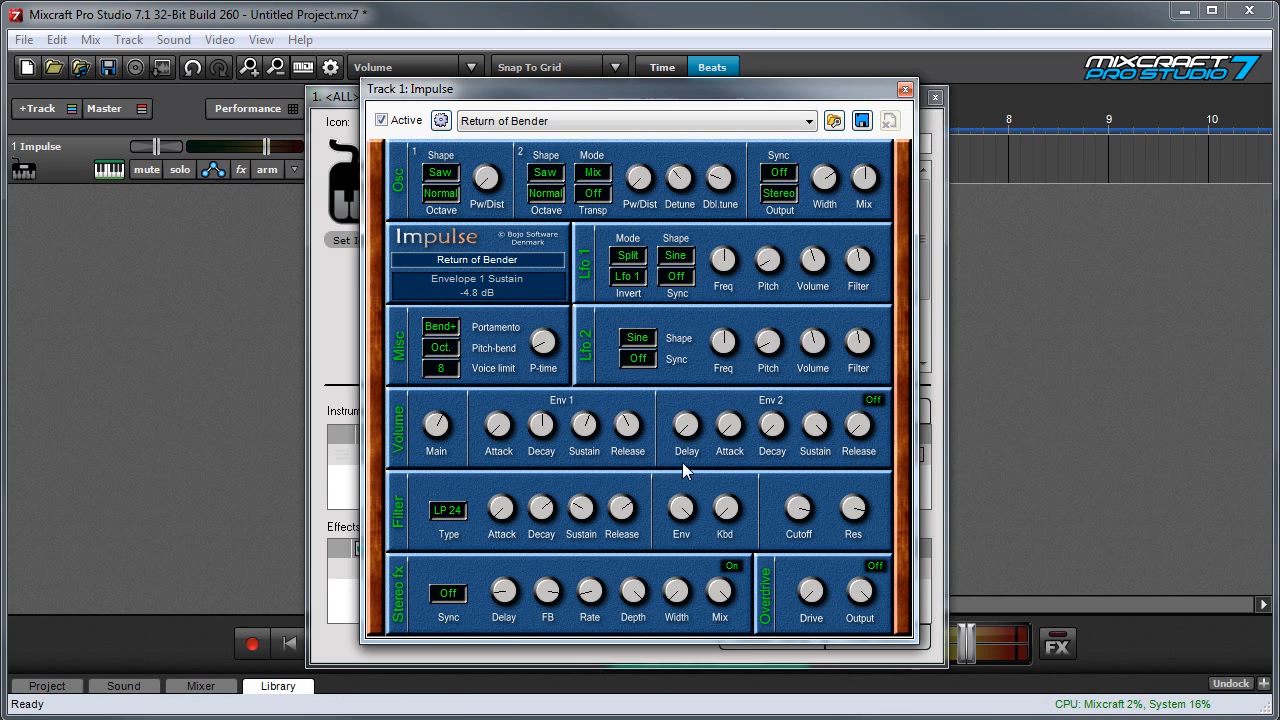 Mixcraft Pro Studio 7.1 32-Bit Build 260 - Untitled Project.mx7 *
File Edit Mix Track Sound Video View Help
Volume Snap To Grid Time Beats
MIXCRAFT
PRO STUDIO 7
Track 1: Impulse
1. <ALL>
+Track Master Performance
Active Return of Bender
Icon:
8 9 10
1 Impulse
mute solo fx arm
Osc
1 Shape
Saw
Normal
Octave
Pw/Dist
2 Shape Mode
Saw Mix
Normal Off
Octave Transp
Pw/Dist Detune Dbl.tune
Sync
Off
Stereo
Output
Width Mix
Impulse
© Bojo Software
Denmark
Return of Bender
Envelope 1 Sustain
-4.8 dB
Lfo 1
Mode Shape
Split Sine
Lfo 1 Off
Invert Sync
Freq Pitch Volume Filter
Set
Misc
Bend+ Portamento
Oct. Pitch-bend
8 Voice limit
P-time
Lfo 2
Sine Shape
Off Sync
Freq Pitch Volume Filter
Volume
Main
Env 1
Attack Decay Sustain Release
Env 2 Off
Delay Attack Decay Sustain Release
Instrum
Filter
LP 24
Type
Attack Decay Sustain Release
Env Kbd
Cutoff Res
Effects
Stereo fx
Off
Sync
On
Delay FB Rate Depth Width Mix
Overdrive
Off
Drive Output
FX
Project Sound Mixer Library
Undock
Ready
CPU: Mixcraft 2%, System 16%